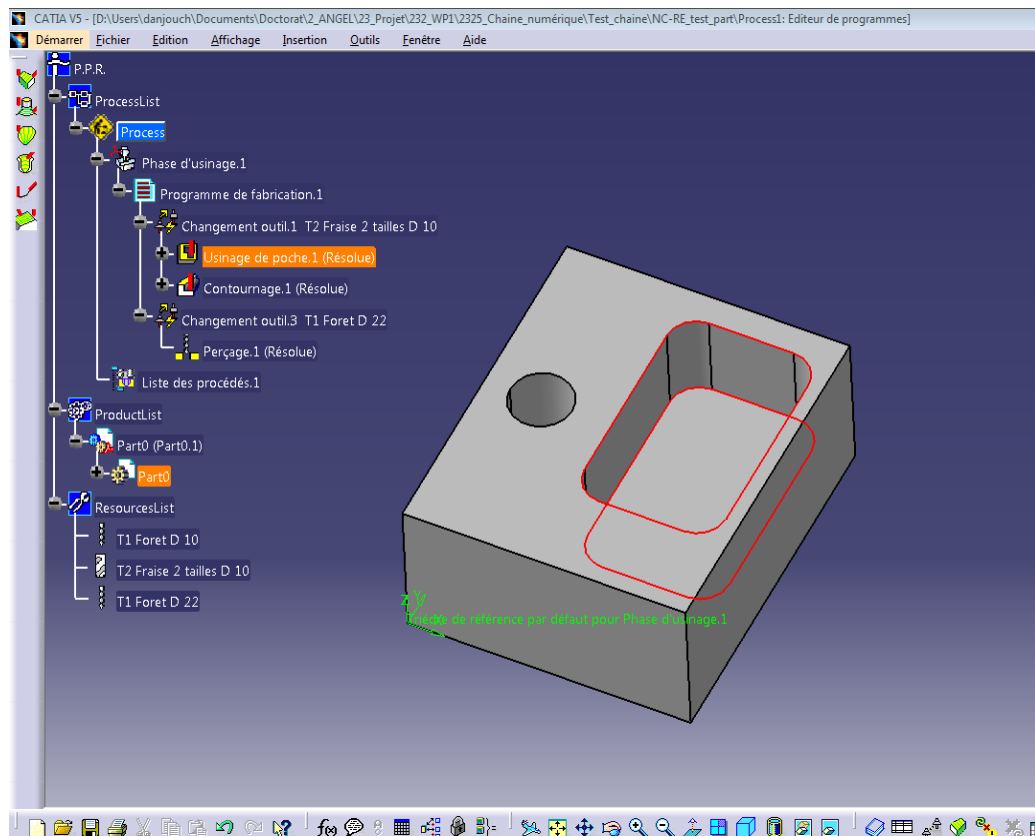 CATIA V5 - [D:\Users\danjouch\Documents\Doctorat\2_ANGEL\23_Projet\232_WP1\2325_Chaine_numérique\Test_chaine\NC-RE_test_part\Process1: Editeur de programmes]
Démarrer Fichier Edition Affichage Insertion Outils Fenêtre Aide
P.P.R.
ProcessList
Process
Phase d'usinage.1
Programme de fabrication.1
Changement outil.1 T2 Fraise 2 tailles D 10
Usinage de poche.1 (Résolue)
Contournage.1 (Résolue)
Changement outil.3 T1 Foret D 22
Perçage.1 (Résolue)
Liste des procédés.1
ProductList
Part0 (Part0.1)
Part0
ResourcesList
T1 Foret D 10
T2 Fraise 2 tailles D 10
T1 Foret D 22
Z Y
X
Trièdre de référence par défaut pour Phase d'usinage.1
f(x)